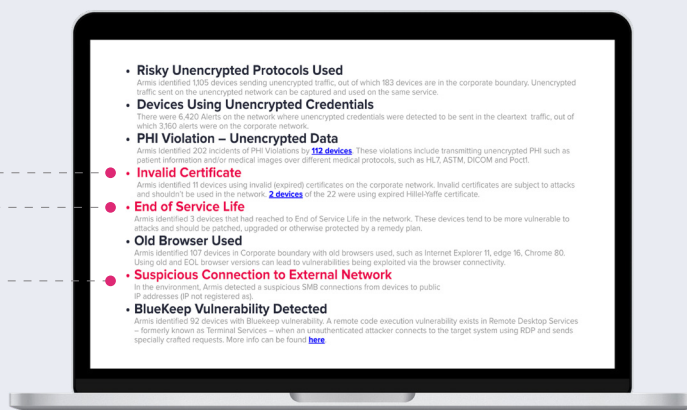 • Risky Unencrypted Protocols Used
Armis identified 1,105 devices sending unencrypted traffic, out of which 183 devices are in the corporate boundary. Unencrypted
traffic sent on the unencrypted network can be captured and used on the same service.
• Devices Using Unencrypted Credentials
There were 6,420 Alerts on the network where unencrypted credentials were detected to be sent in the cleartext traffic, out of
which 3,160 alerts were on the corporate network.
• PHI Violation – Unencrypted Data
Armis Identified 202 incidents of PHI Violations by 112 devices. These violations include transmitting unencrypted PHI such as
patient information and/or medical images over different medical protocols, such as HL7, ASTM, DICOM and Poct1.
• Invalid Certificate
Armis identified 11 devices using invalid (expired) certificates on the corporate network. Invalid certificates are subject to attacks
and shouldn't be used in the network. 2 devices of the 22 were using expired Hillel-Yaffe certificate.
• End of Service Life
Armis identified 3 devices that had reached to End of Service Life in the network. These devices tend to be more vulnerable to
attacks and should be patched, upgraded or otherwise protected by a remedy plan.
• Old Browser Used
Armis identified 107 devices in Corporate boundary with old browsers used, such as Internet Explorer 11, edge 16, Chrome 80.
Using old and EOL browser versions can lead to vulnerabilities being exploited via the browser connectivity.
• Suspicious Connection to External Network
In the environment, Armis detected a suspicious SMB connections from devices to public
IP addresses (IP not registered as).
• BlueKeep Vulnerability Detected
Armis identified 92 devices with Bluekeep vulnerability. A remote code execution vulnerability exists in Remote Desktop Services
– formerly known as Terminal Services – when an unauthenticated attacker connects to the target system using RDP and sends
specially crafted requests. More info can be found here.